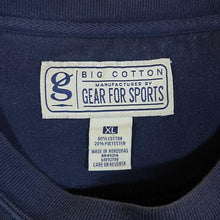 g
BIG COTTON
MANUFACTURED BY
GEAR FOR SPORTS
XL
80% COTTON
20% POLYESTER
MADE IN HONDURAS
CARE ON REVERSE